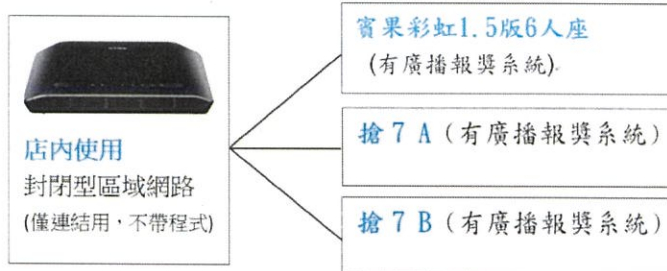 店內使用
封閉型區域網路
(僅連結用，不帶程式)
賓果彩虹1.5版6人座
(有廣播報獎系統)
搶 7 A (有廣播報獎系統)
搶 7 B (有廣播報獎系統)